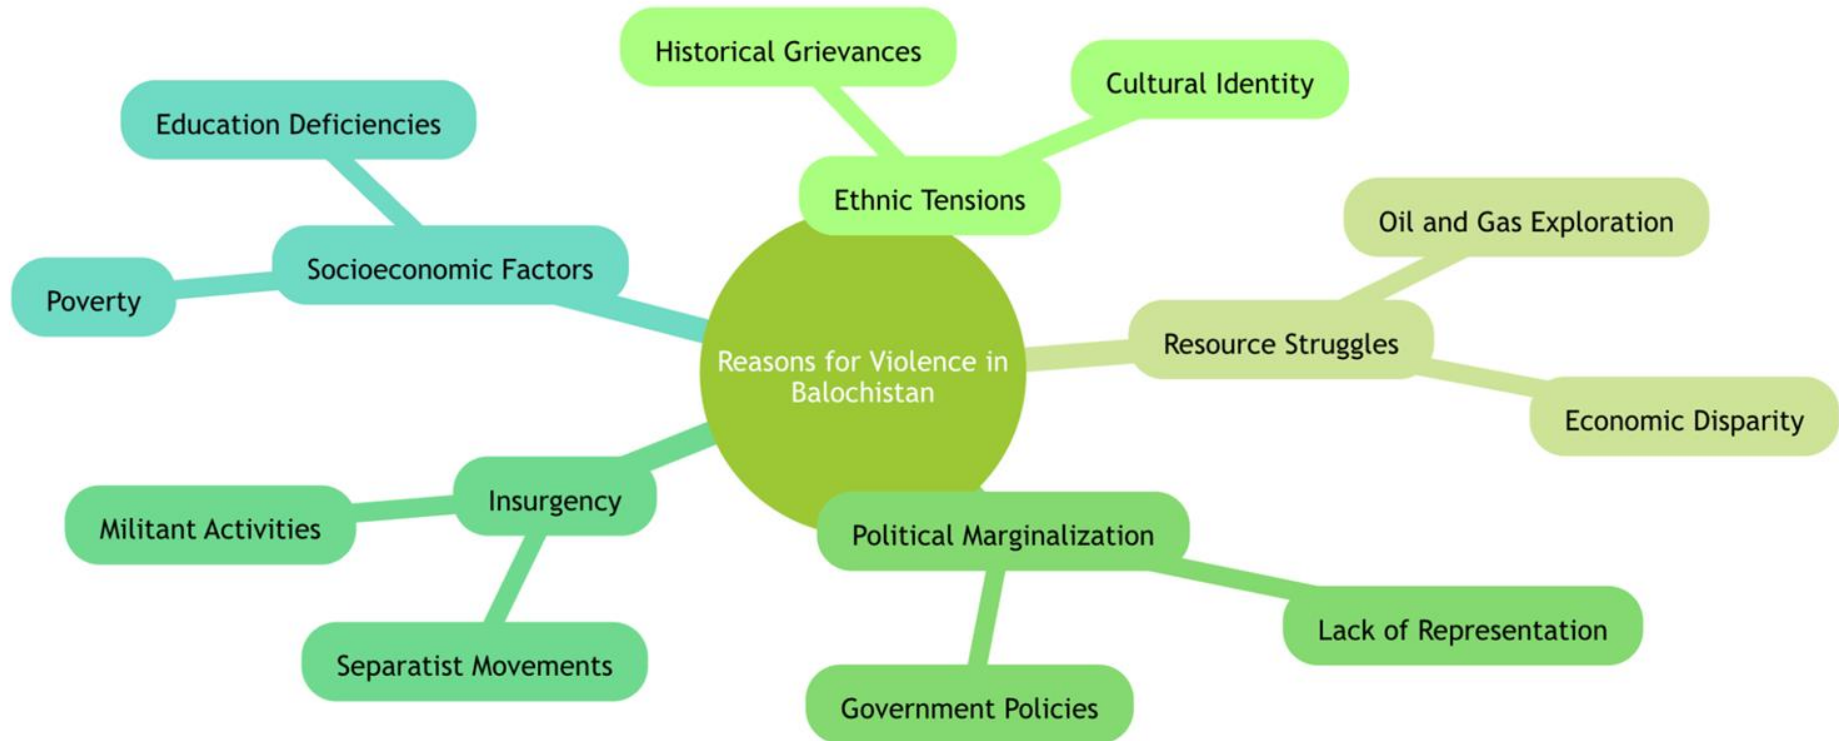 Historical Grievances
Cultural Identity
Education Deficiencies
Ethnic Tensions
Oil and Gas Exploration
Socioeconomic Factors
Poverty
Resource Struggles
Reasons for Violence in
Balochistan
Economic Disparity
Insurgency
Militant Activities
Political Marginalization
Lack of Representation
Separatist Movements
Government Policies